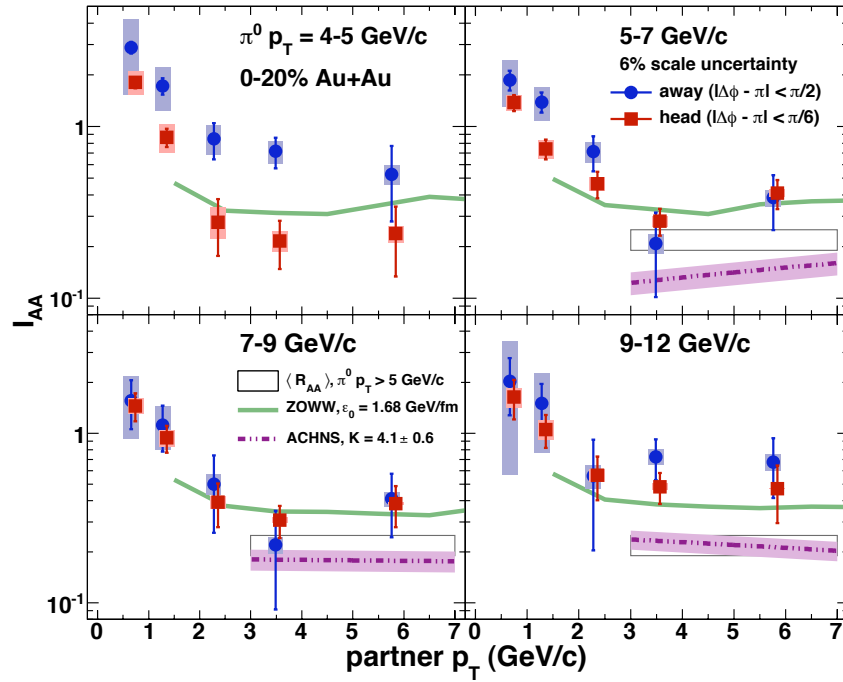 π⁰ p_T = 4-5 GeV/c
0-20% Au+Au
5-7 GeV/c
6% scale uncertainty
away (|Δϕ - π| < π/2)
head (|Δϕ - π| < π/6)
1
10⁻¹
I_AA
7-9 GeV/c
⟨ R_AA ⟩, π⁰ p_T > 5 GeV/c
ZOWW, ε₀ = 1.68 GeV/fm
ACHNS, K = 4.1 ± 0.6
9-12 GeV/c
1
10⁻¹
0 1 2 3 4 5 6 7
0 1 2 3 4 5 6 7
partner p_T (GeV/c)